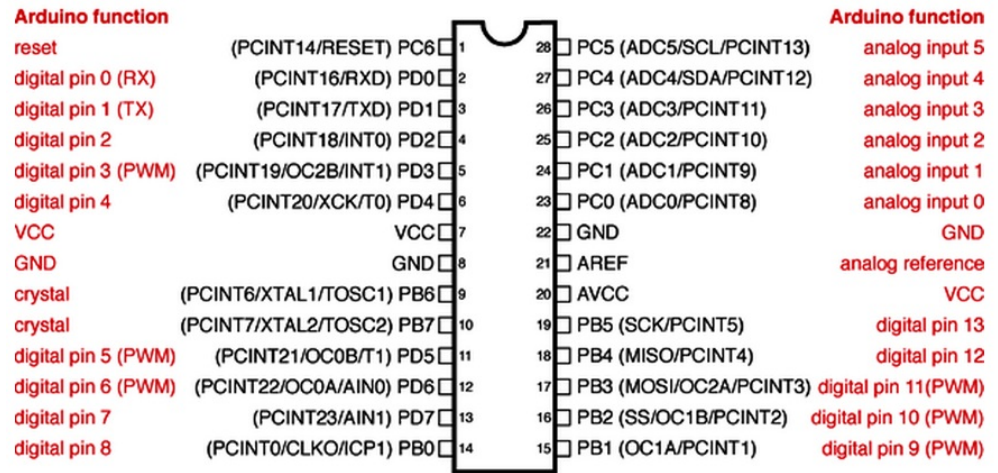 Arduino function Arduino function
reset (PCINT14/RESET) PC6 1 28 PC5 (ADC5/SCL/PCINT13) analog input 5
digital pin 0 (RX) (PCINT16/RXD) PD0 2 27 PC4 (ADC4/SDA/PCINT12) analog input 4
digital pin 1 (TX) (PCINT17/TXD) PD1 3 26 PC3 (ADC3/PCINT11) analog input 3
digital pin 2 (PCINT18/INT0) PD2 4 25 PC2 (ADC2/PCINT10) analog input 2
digital pin 3 (PWM) (PCINT19/OC2B/INT1) PD3 5 24 PC1 (ADC1/PCINT9) analog input 1
digital pin 4 (PCINT20/XCK/T0) PD4 6 23 PC0 (ADC0/PCINT8) analog input 0
VCC VCC 7 22 GND GND
GND GND 8 21 AREF analog reference
crystal (PCINT6/XTAL1/TOSC1) PB6 9 20 AVCC VCC
crystal (PCINT7/XTAL2/TOSC2) PB7 10 19 PB5 (SCK/PCINT5) digital pin 13
digital pin 5 (PWM) (PCINT21/OC0B/T1) PD5 11 18 PB4 (MISO/PCINT4) digital pin 12
digital pin 6 (PWM) (PCINT22/OC0A/AIN0) PD6 12 17 PB3 (MOSI/OC2A/PCINT3) digital pin 11(PWM)
digital pin 7 (PCINT23/AIN1) PD7 13 16 PB2 (SS/OC1B/PCINT2) digital pin 10 (PWM)
digital pin 8 (PCINT0/CLKO/ICP1) PB0 14 15 PB1 (OC1A/PCINT1) digital pin 9 (PWM)